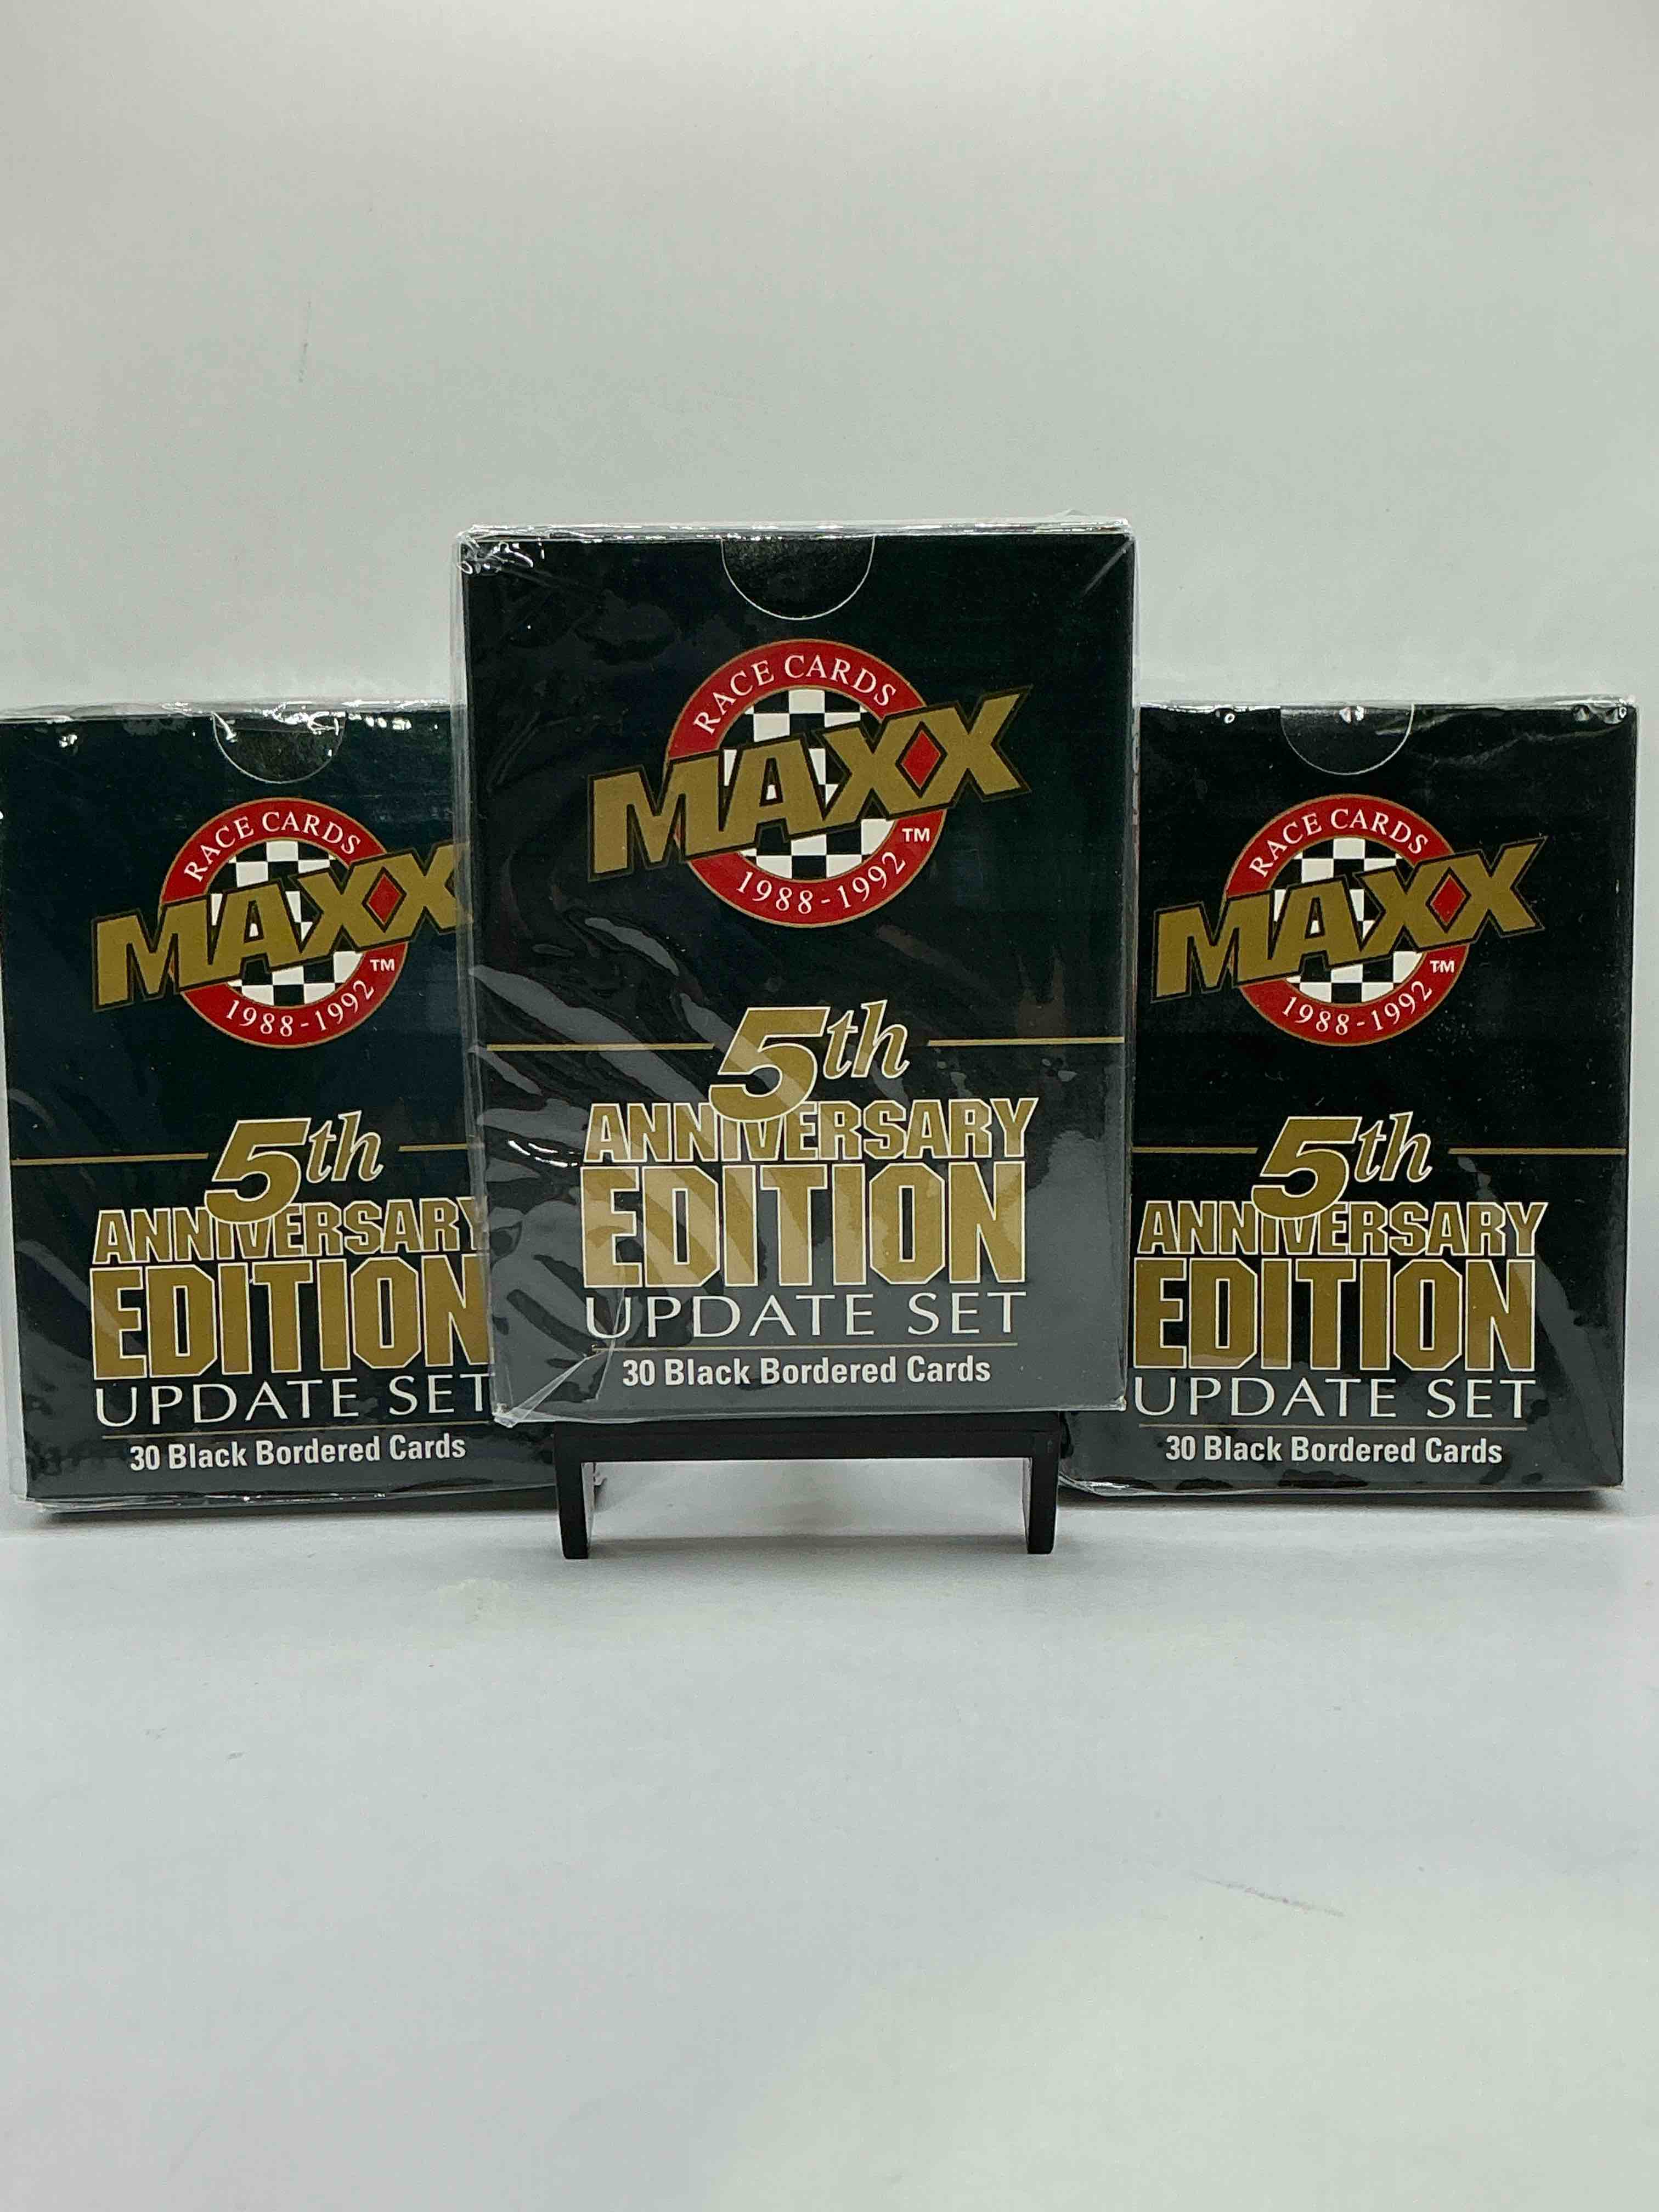 RACE CARDS
MAXX
TM
1988-1992
5th
ANNIVERSARY
EDITION
UPDATE SET
30 Black Bordered Cards
RACE CARDS
MAXX
TM
1988-1992
5th
ANNIVERSARY
EDITION
UPDATE SET
30 Black Bordered Cards
RACE CARDS
MAXX
TM
1988-1992
5th
ANNIVERSARY
EDITION
UPDATE SET
30 Black Bordered Cards